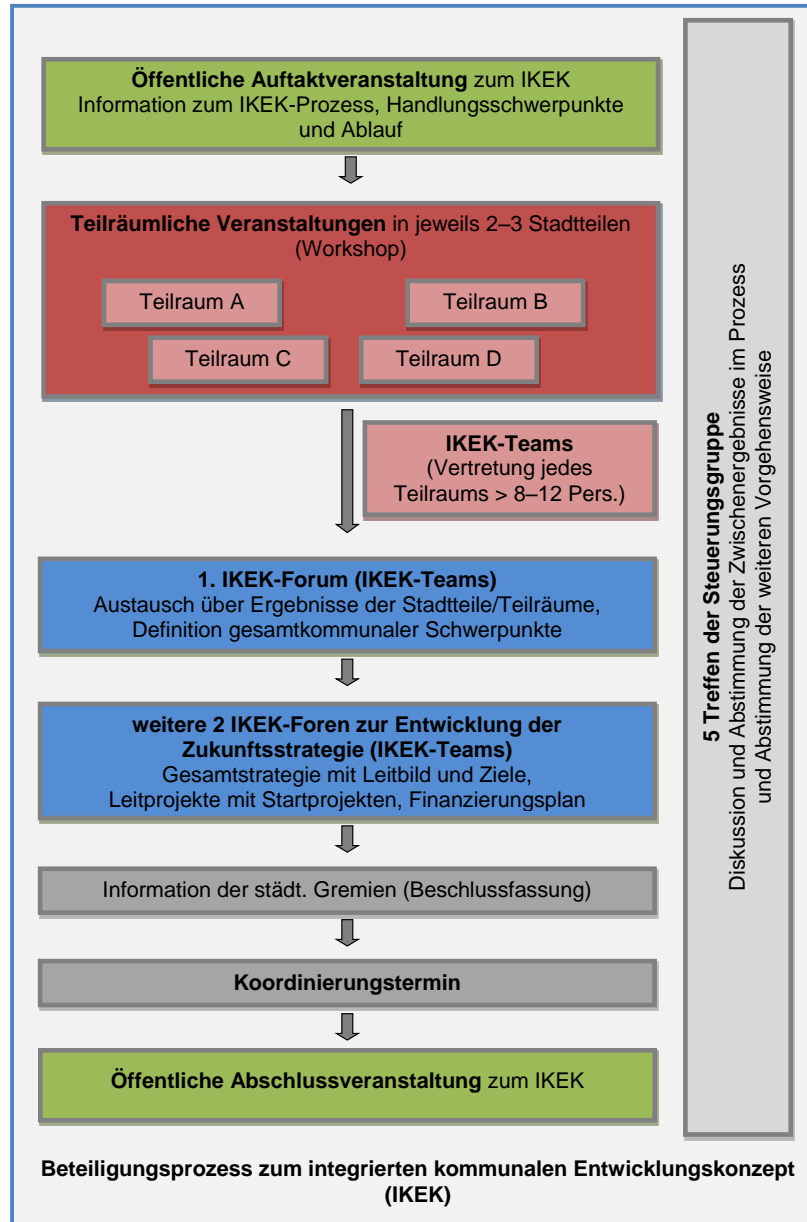 Öffentliche Auftaktveranstaltung zum IKEK
Information zum IKEK-Prozess, Handlungsschwerpunkte
und Ablauf
Teilräumliche Veranstaltungen in jeweils 2–3 Stadtteilen
(Workshop)
Teilraum A
Teilraum B
Teilraum C
Teilraum D
IKEK-Teams
(Vertretung jedes
Teilraums > 8–12 Pers.)
1. IKEK-Forum (IKEK-Teams)
Austausch über Ergebnisse der Stadtteile/Teilräume,
Definition gesamtkommunaler Schwerpunkte
weitere 2 IKEK-Foren zur Entwicklung der
Zukunftsstrategie (IKEK-Teams)
Gesamtstrategie mit Leitbild und Ziele,
Leitprojekte mit Startprojekten, Finanzierungsplan
Information der städt. Gremien (Beschlussfassung)
Koordinierungstermin
Öffentliche Abschlussveranstaltung zum IKEK
5 Treffen der Steuerungsgruppe
Diskussion und Abstimmung der Zwischenergebnisse im Prozess
und Abstimmung der weiteren Vorgehensweise
Beteiligungsprozess zum integrierten kommunalen Entwicklungskonzept
(IKEK)